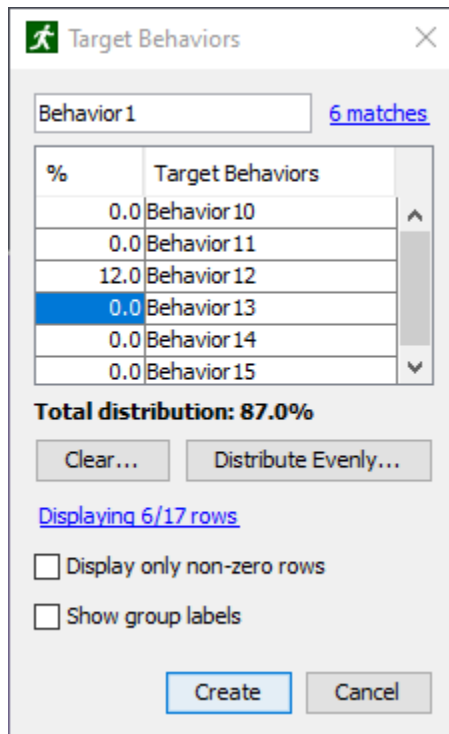 Target Behaviors
Behavior1 6 matches
% Target Behaviors
0.0 Behavior10
0.0 Behavior11
12.0 Behavior12
0.0 Behavior13
0.0 Behavior14
0.0 Behavior15
Total distribution: 87.0%
Clear... Distribute Evenly...
Displaying 6/17 rows
Display only non-zero rows
Show group labels
Create Cancel